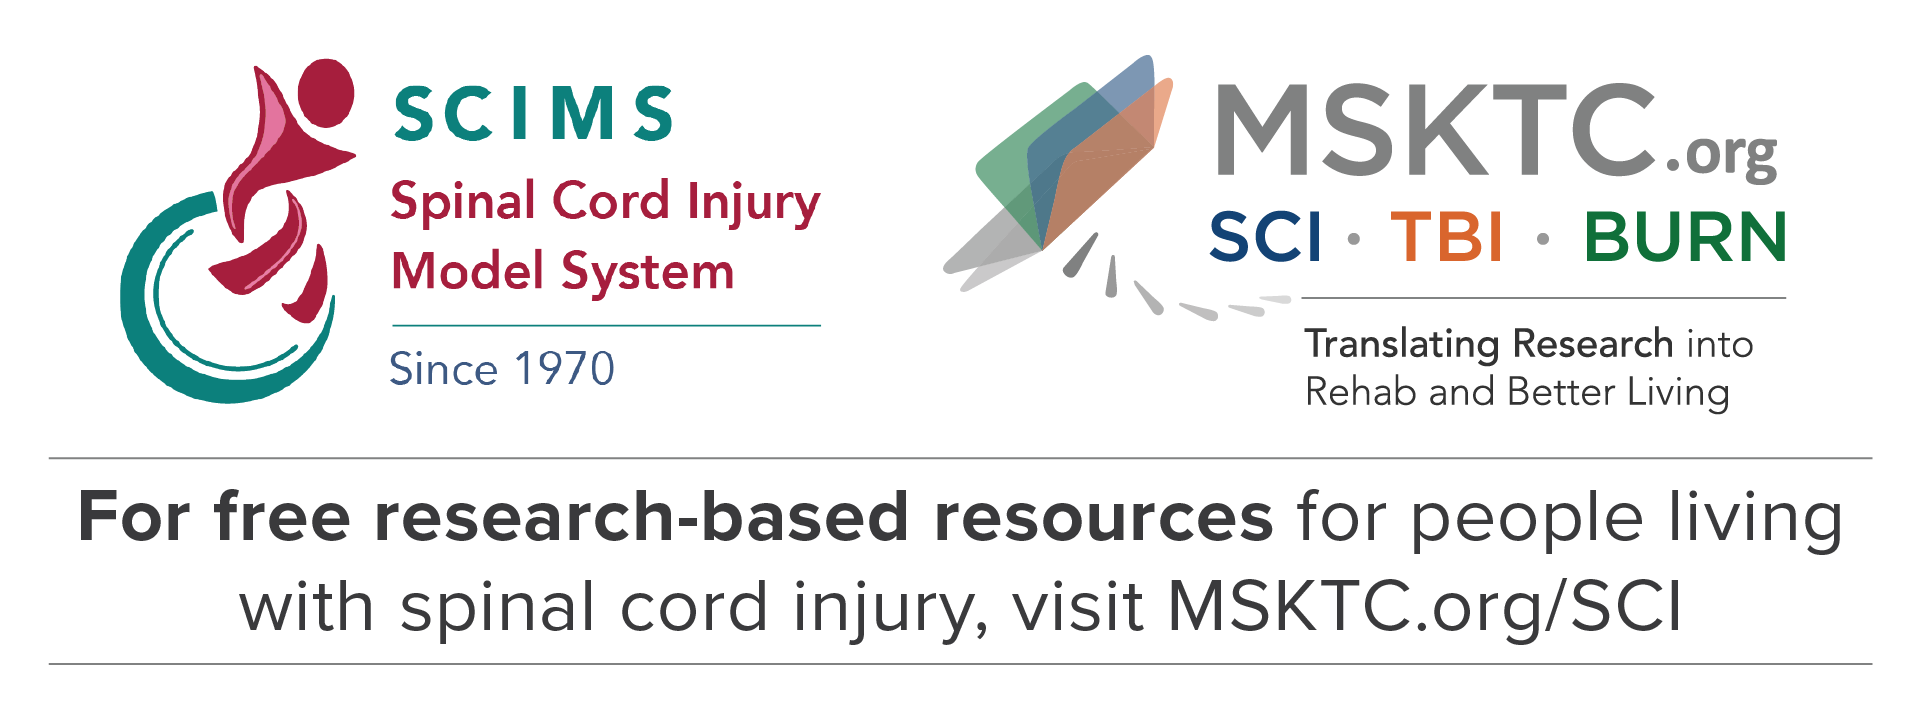 SCIMS
Spinal Cord Injury
Model System
Since 1970
MSKTC.org
SCI · TBI · BURN
Translating Research into
Rehab and Better Living
For free research-based resources for people living
with spinal cord injury, visit MSKTC.org/SCI